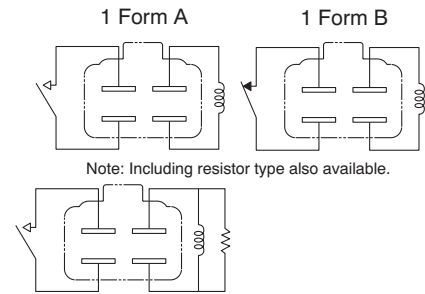 1 Form A
1 Form B
Note: Including resistor type also available.